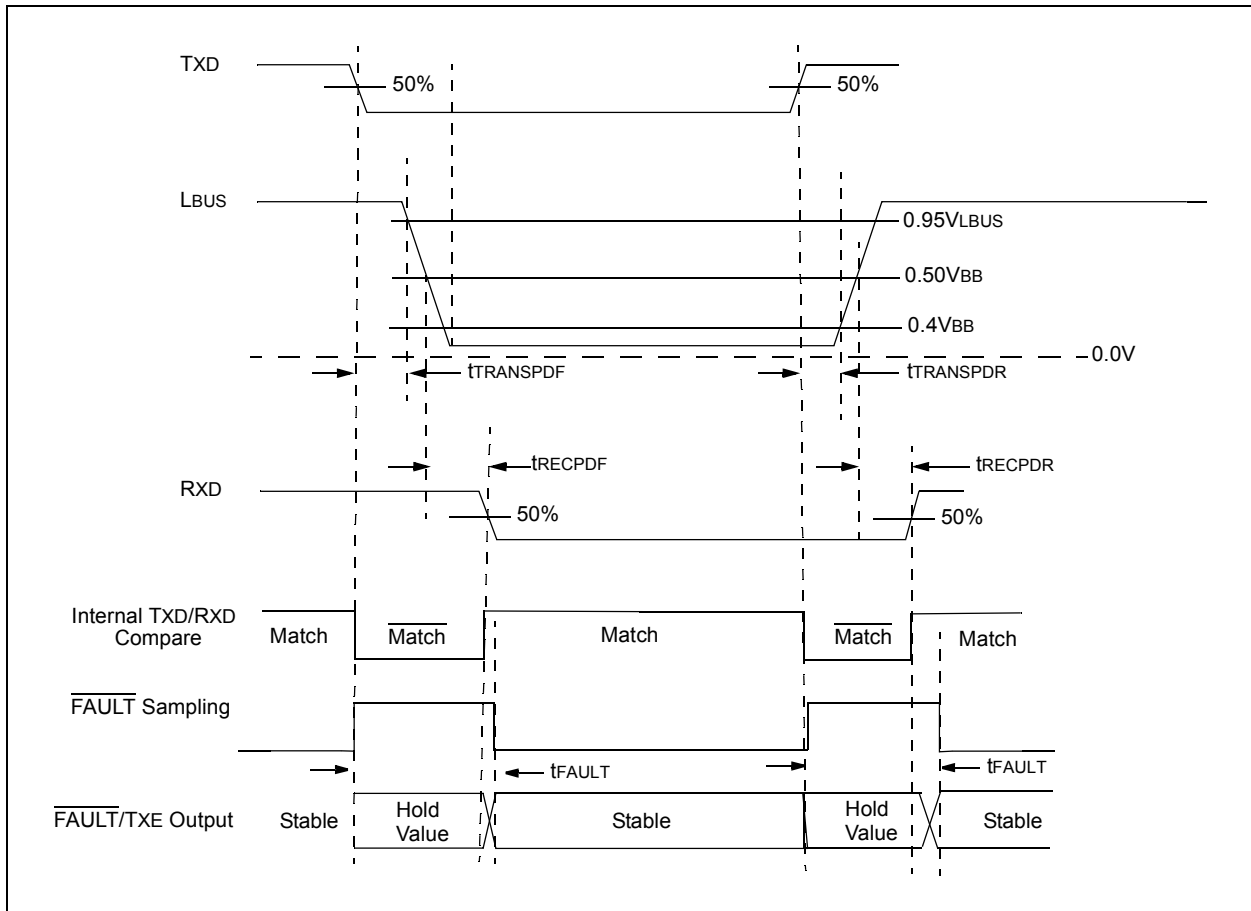 TXD
50%
50%
LBUS
0.95VLBUS
0.50VBB
0.4VBB
0.0V
tTRANSPDF
tTRANSPDR
tRECPDF
tRECPDR
RXD
50%
50%
Internal TXD/RXD
Compare
Match
Match
Match
Match
Match
FAULT Sampling
tFAULT
tFAULT
FAULT/TXE Output
Stable
Hold
Value
Stable
Hold
Value
Stable